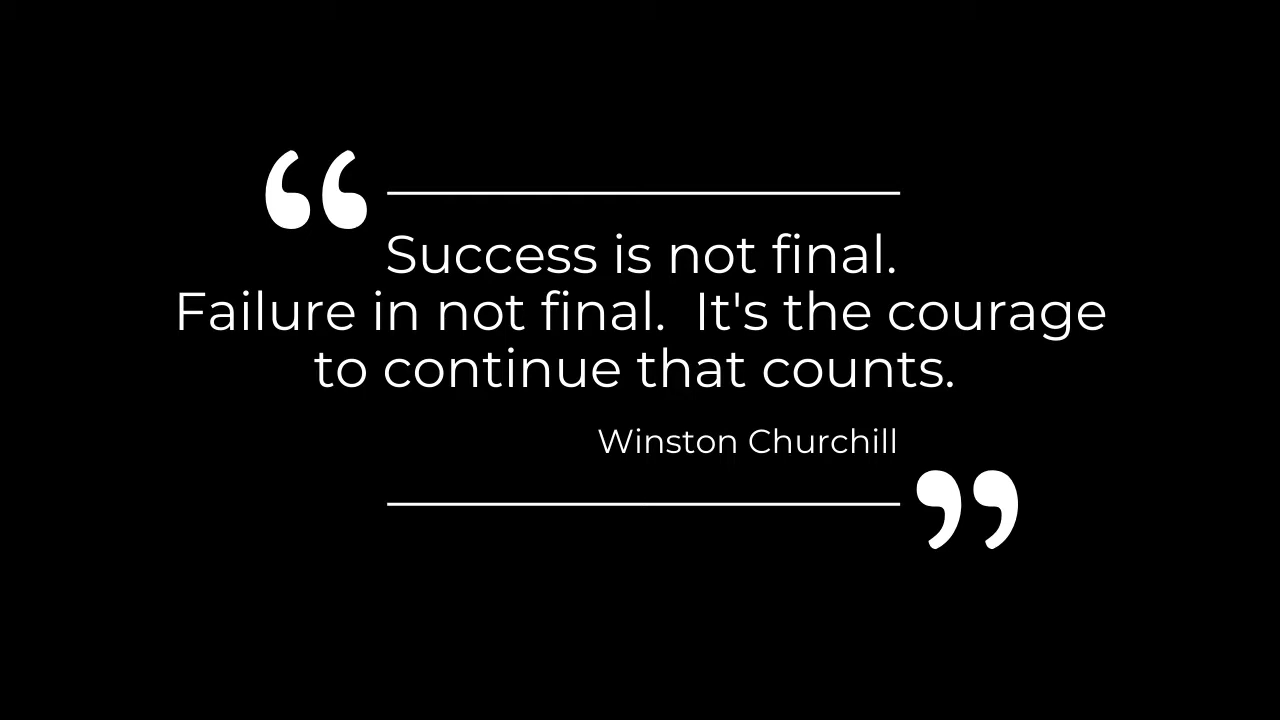 “
Success is not final.
Failure in not final.  It's the courage
to continue that counts.
Winston Churchill
”